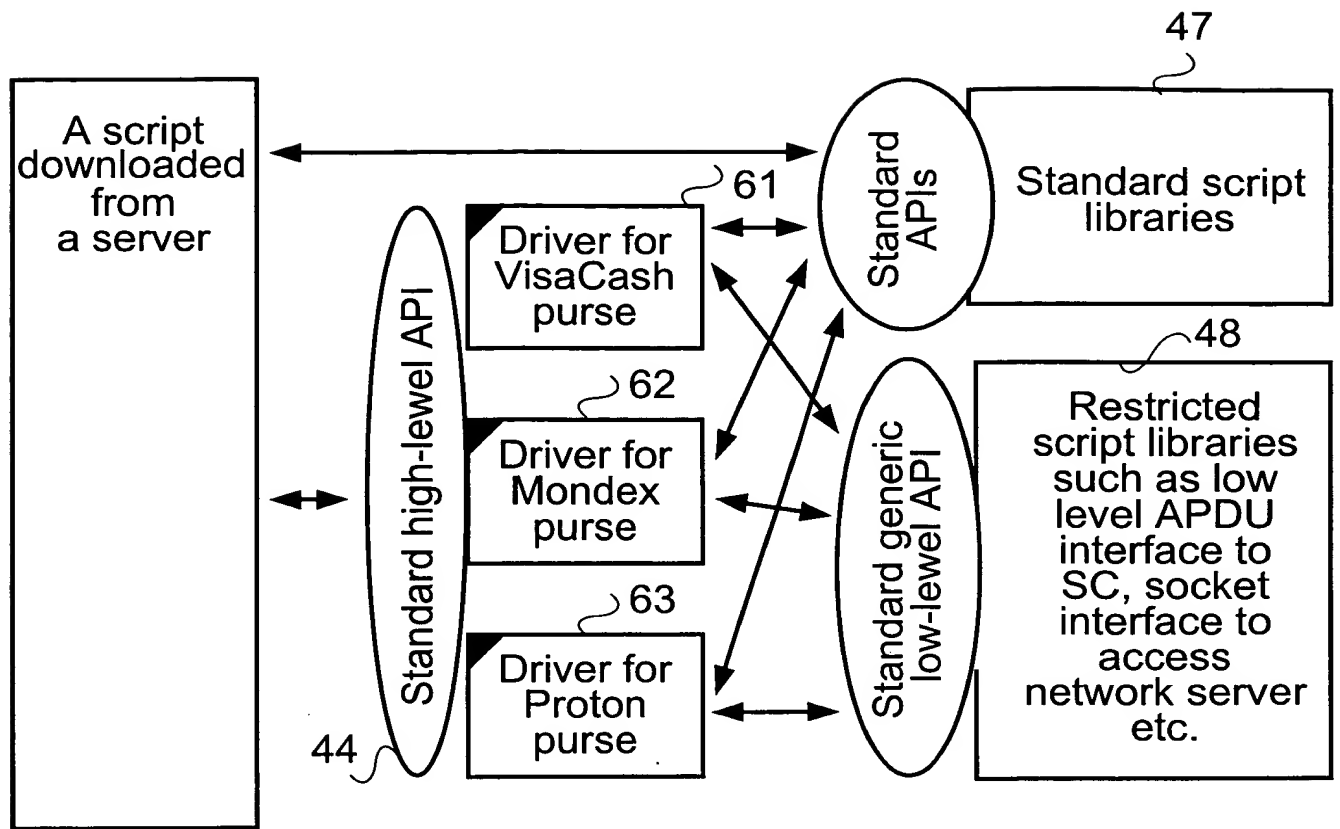 47
A script
downloaded
from
a server
Standard
APIs
Standard script
libraries
61
Driver for
VisaCash
purse
Standard high-lewel API
44
62
Driver for
Mondex
purse
63
Driver for
Proton
purse
48
Standard generic
low-lewel API
Restricted
script libraries
such as low
level APDU
interface to
SC, socket
interface to
access
network server
etc.